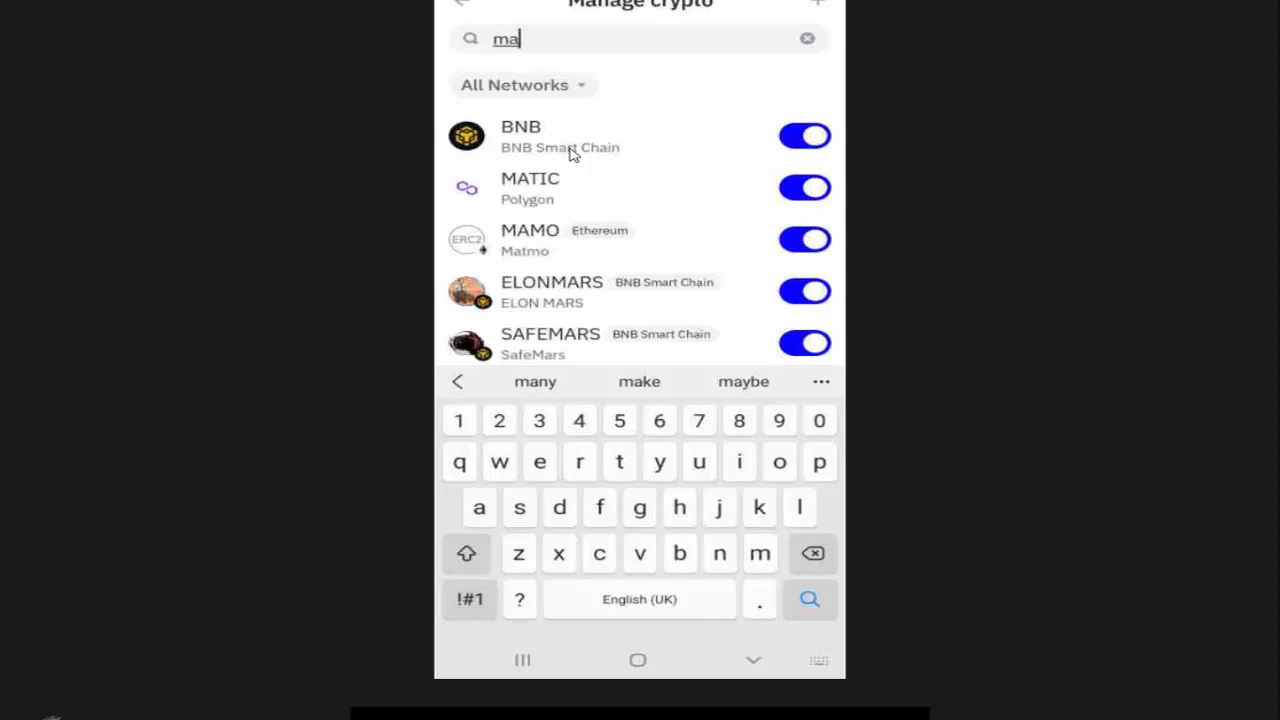 Manage crypto
ma
All Networks
BNB
BNB Smart Chain
MATIC
Polygon
ERC2
MAMO Ethereum
Matmo
ELONMARS BNB Smart Chain
ELON MARS
SAFEMARS BNB Smart Chain
SafeMars
many make maybe
1 2 3 4 5 6 7 8 9 0
q w e r t y u i o p
a s d f g h j k l
z x c v b n m
!#1 ? English (UK) .